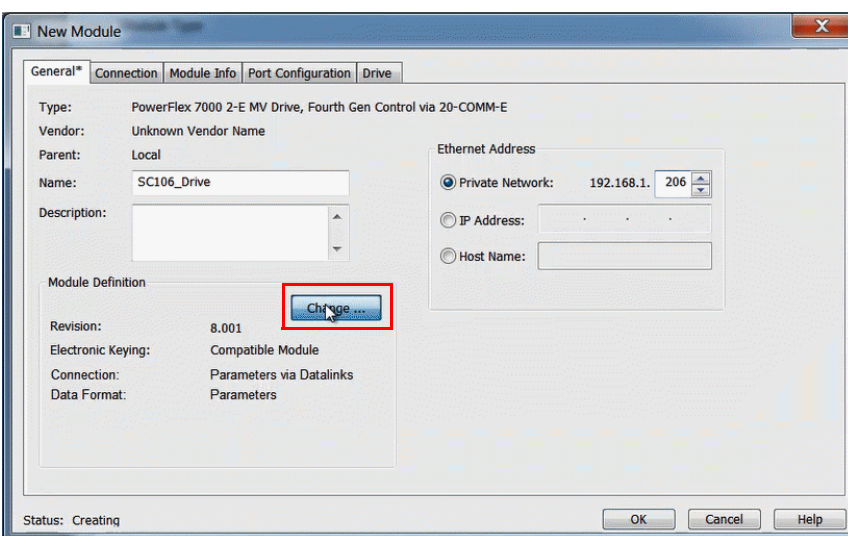 New Module
General* Connection Module Info Port Configuration Drive
Type: PowerFlex 7000 2-E MV Drive, Fourth Gen Control via 20-COMM-E
Vendor: Unknown Vendor Name
Parent: Local
Name: SC106_Drive
Description:
Ethernet Address
Private Network: 192.168.1. 206
IP Address: . . .
Host Name:
Module Definition
Change ...
Revision: 8.001
Electronic Keying: Compatible Module
Connection: Parameters via Datalinks
Data Format: Parameters
Status: Creating
OK Cancel Help